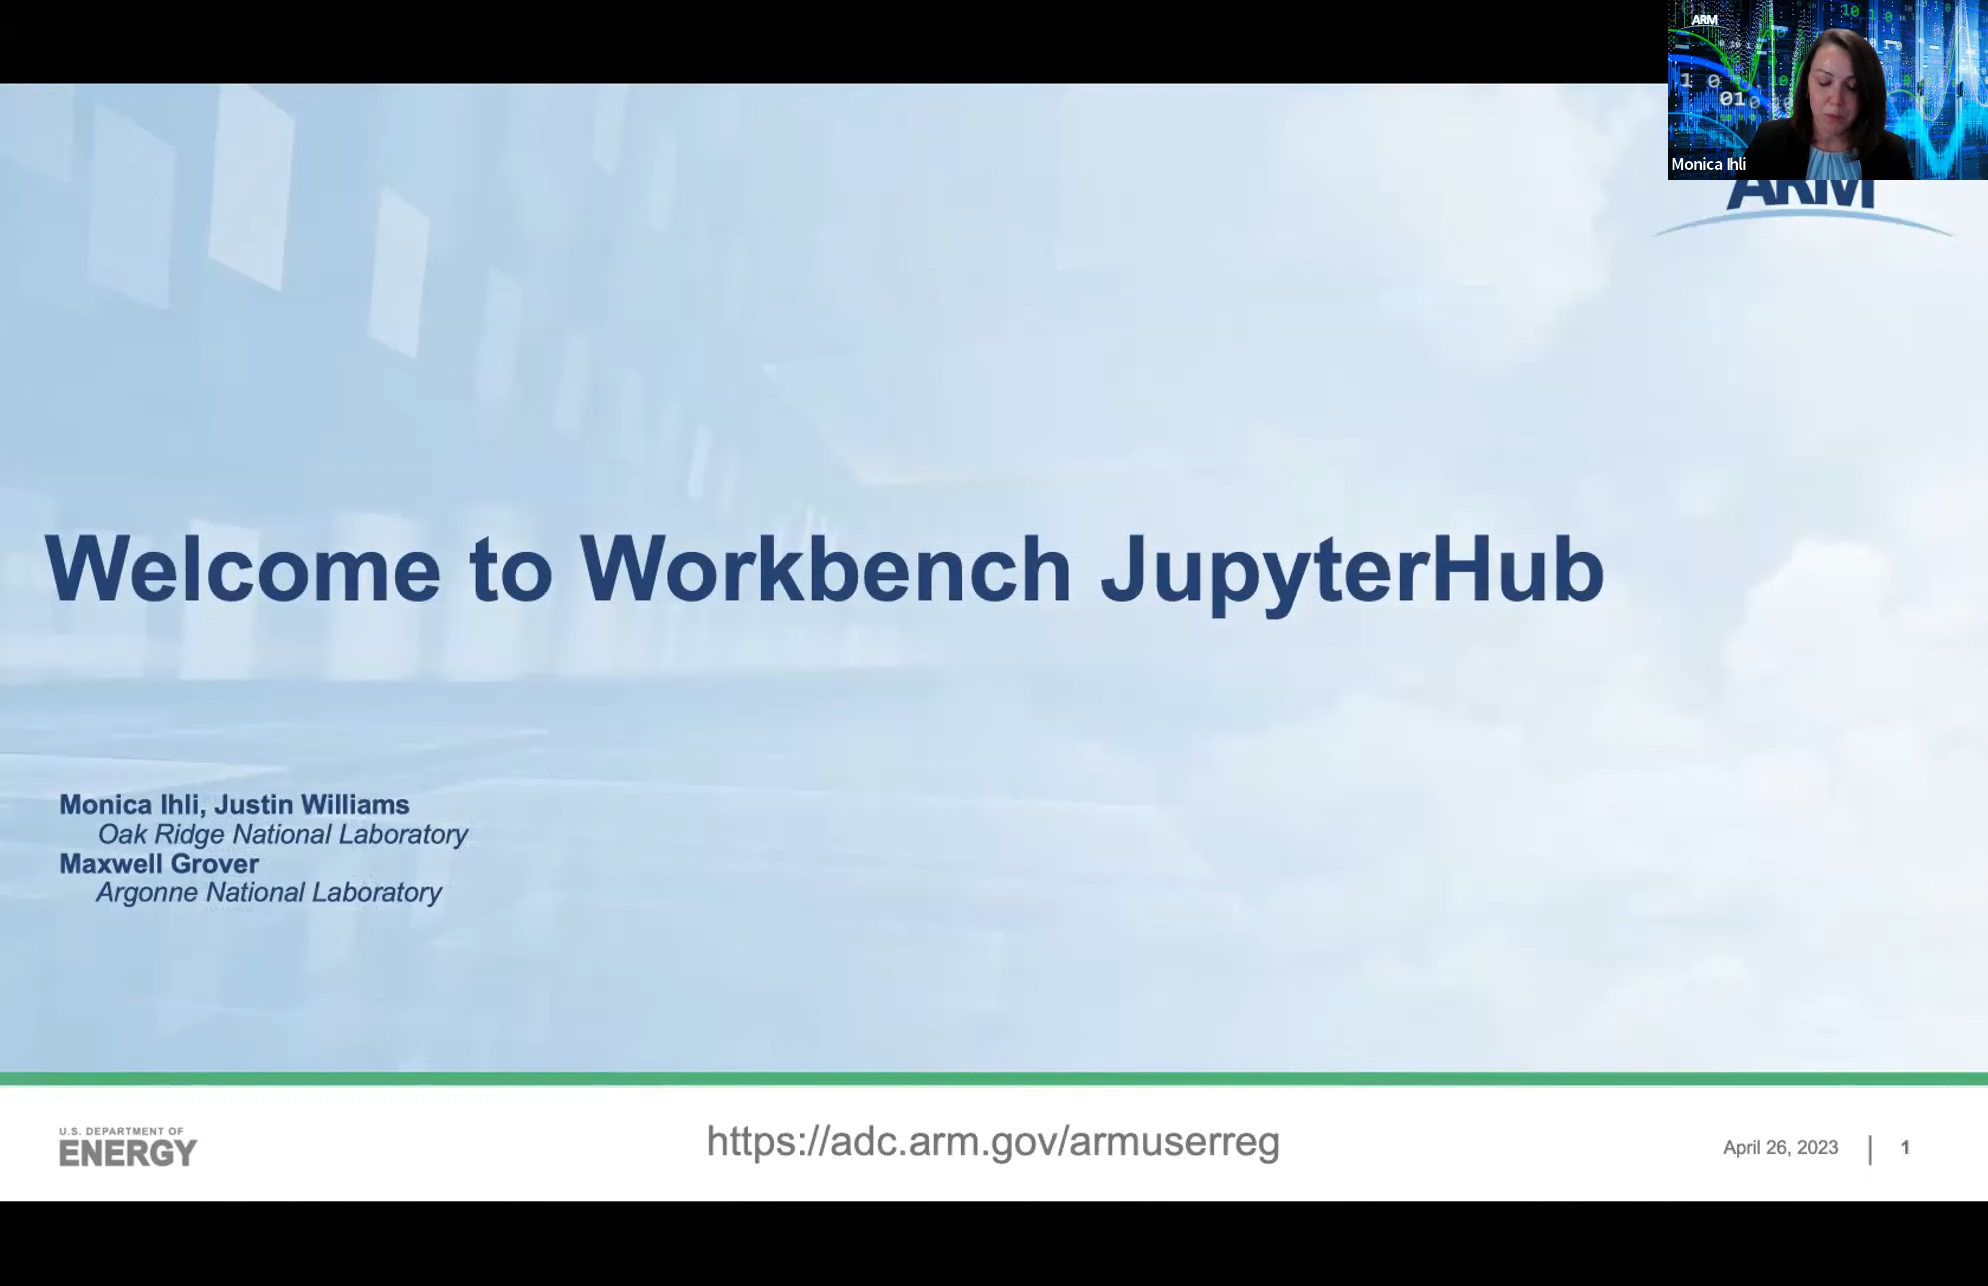 ARM
Monica Ihli
ARM
Welcome to Workbench JupyterHub
Monica Ihli, Justin Williams
Oak Ridge National Laboratory
Maxwell Grover
Argonne National Laboratory
U.S. DEPARTMENT OF
ENERGY
https://adc.arm.gov/armuserreg
April 26, 2023 | 1